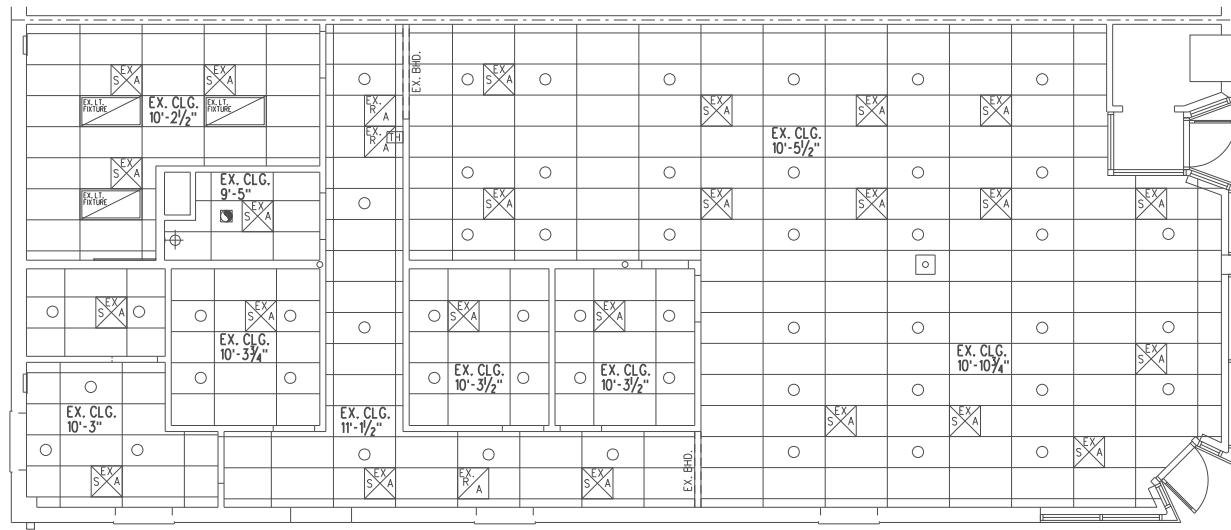 EX
S A
EX
S A
EX. LT.
FIXTURE
EX. CLG.
10'-2½"
EX. LT.
FIXTURE
EX
S A
EX. LT.
FIXTURE
EX. CLG.
9'-5"
EX
S A
EX.
R
A
EX.
R
A
TH
EX. BHD.
EX
S A
EX
S A
EX
S A
EX
S A
EX. CLG.
10'-5½"
EX
S A
EX
S A
EX
S A
EX
S A
EX
S A
EX
S A
EX
S A
EX. CLG.
10'-3¾"
EX
S A
EX. CLG.
10'-3½"
EX
S A
EX. CLG.
10'-3½"
EX. CLG.
10'-10¾"
EX
S A
EX. CLG.
10'-3"
EX. CLG.
11'-1½"
EX
S A
EX
S A
EX
S A
EX
S A
EX
S A
EX.
R
A
EX
S A
EX. BHD.